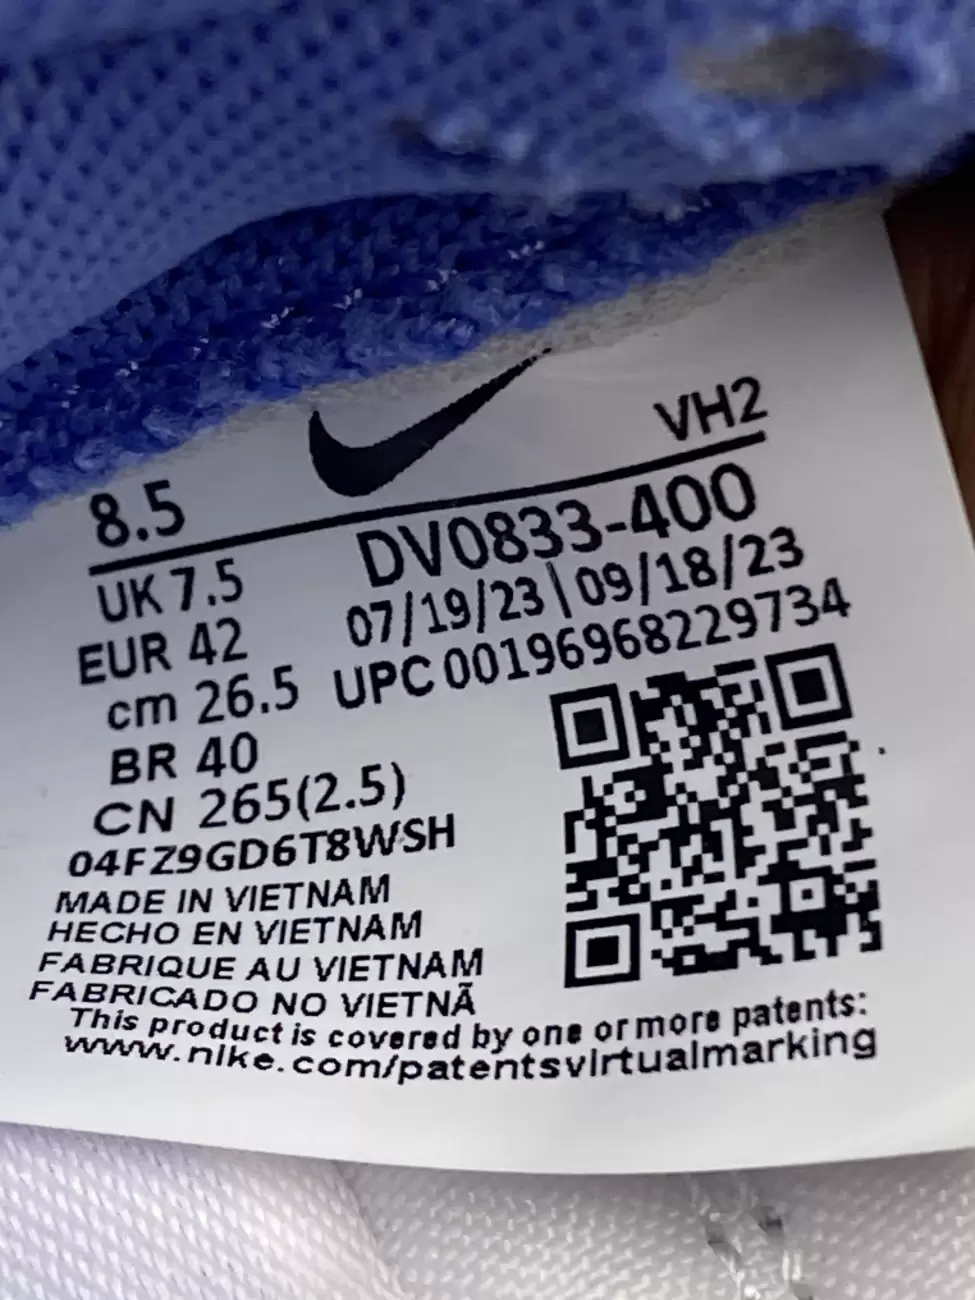 VH2
8.5
DV0833-400
UK 7.5
07/19/23\09/18/23
EUR 42
UPC 00196968229734
cm 26.5
BR 40
CN 265(2.5)
04FZ9GD6T8WSH
MADE IN VIETNAM
HECHO EN VIETNAM
FABRIQUE AU VIETNAM
FABRICADO NO VIETNÃ
This product is covered by one or more patents:
www.nike.com/patentsvirtualmarking